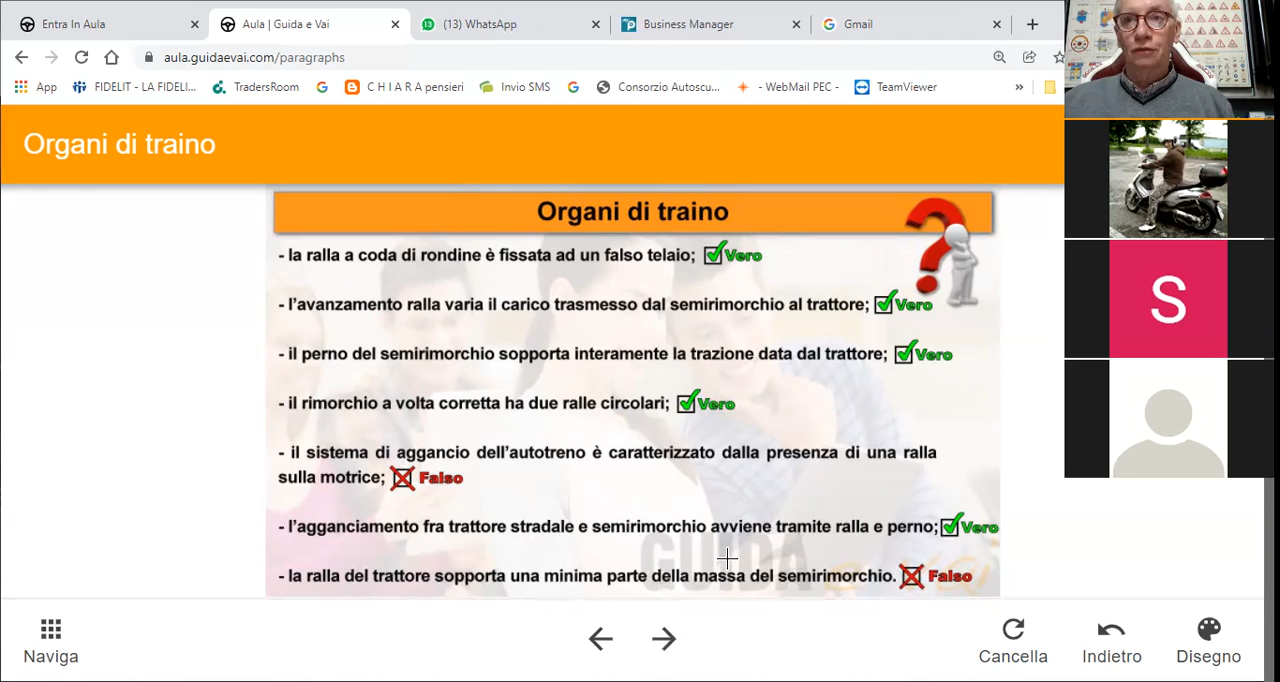 Entra In Aula
Aula | Guida e Vai
(13) WhatsApp
Business Manager
Gmail
aula.guidaevai.com/paragraphs
App
FIDELIT - LA FIDELI...
TradersRoom
C H I A R A pensieri
Invio SMS
Consorzio Autoscu...
- WebMail PEC -
TeamViewer
»
Organi di traino
Organi di traino
- la ralla a coda di rondine è fissata ad un falso telaio; Vero
- l'avanzamento ralla varia il carico trasmesso dal semirimorchio al trattore; Vero
- il perno del semirimorchio sopporta interamente la trazione data dal trattore; Vero
- il rimorchio a volta corretta ha due ralle circolari; Vero
- il sistema di aggancio dell'autotreno è caratterizzato dalla presenza di una ralla
sulla motrice; Falso
- l'agganciamento fra trattore stradale e semirimorchio avviene tramite ralla e perno; Vero
- la ralla del trattore sopporta una minima parte della massa del semirimorchio. Falso
GUIDA
S
Naviga
Cancella
Indietro
Disegno